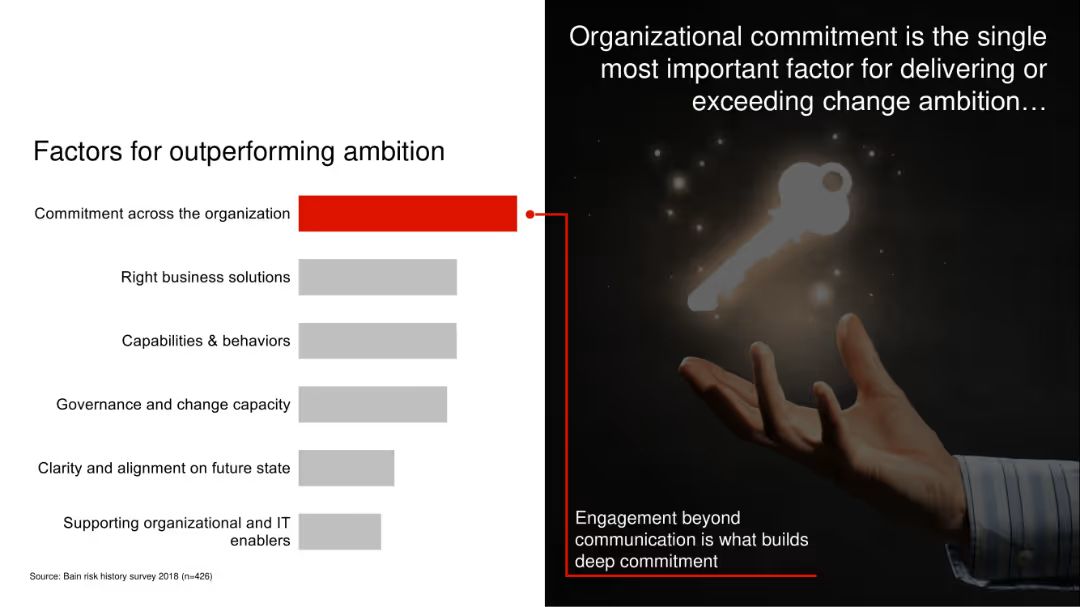 Organizational commitment is the single
most important factor for delivering or
exceeding change ambition…
Factors for outperforming ambition
Commitment across the organization
Right business solutions
Capabilities & behaviors
Governance and change capacity
Clarity and alignment on future state
Supporting organizational and IT
enablers
Engagement beyond
communication is what builds
deep commitment
Source: Bain risk history survey 2018 (n=426)